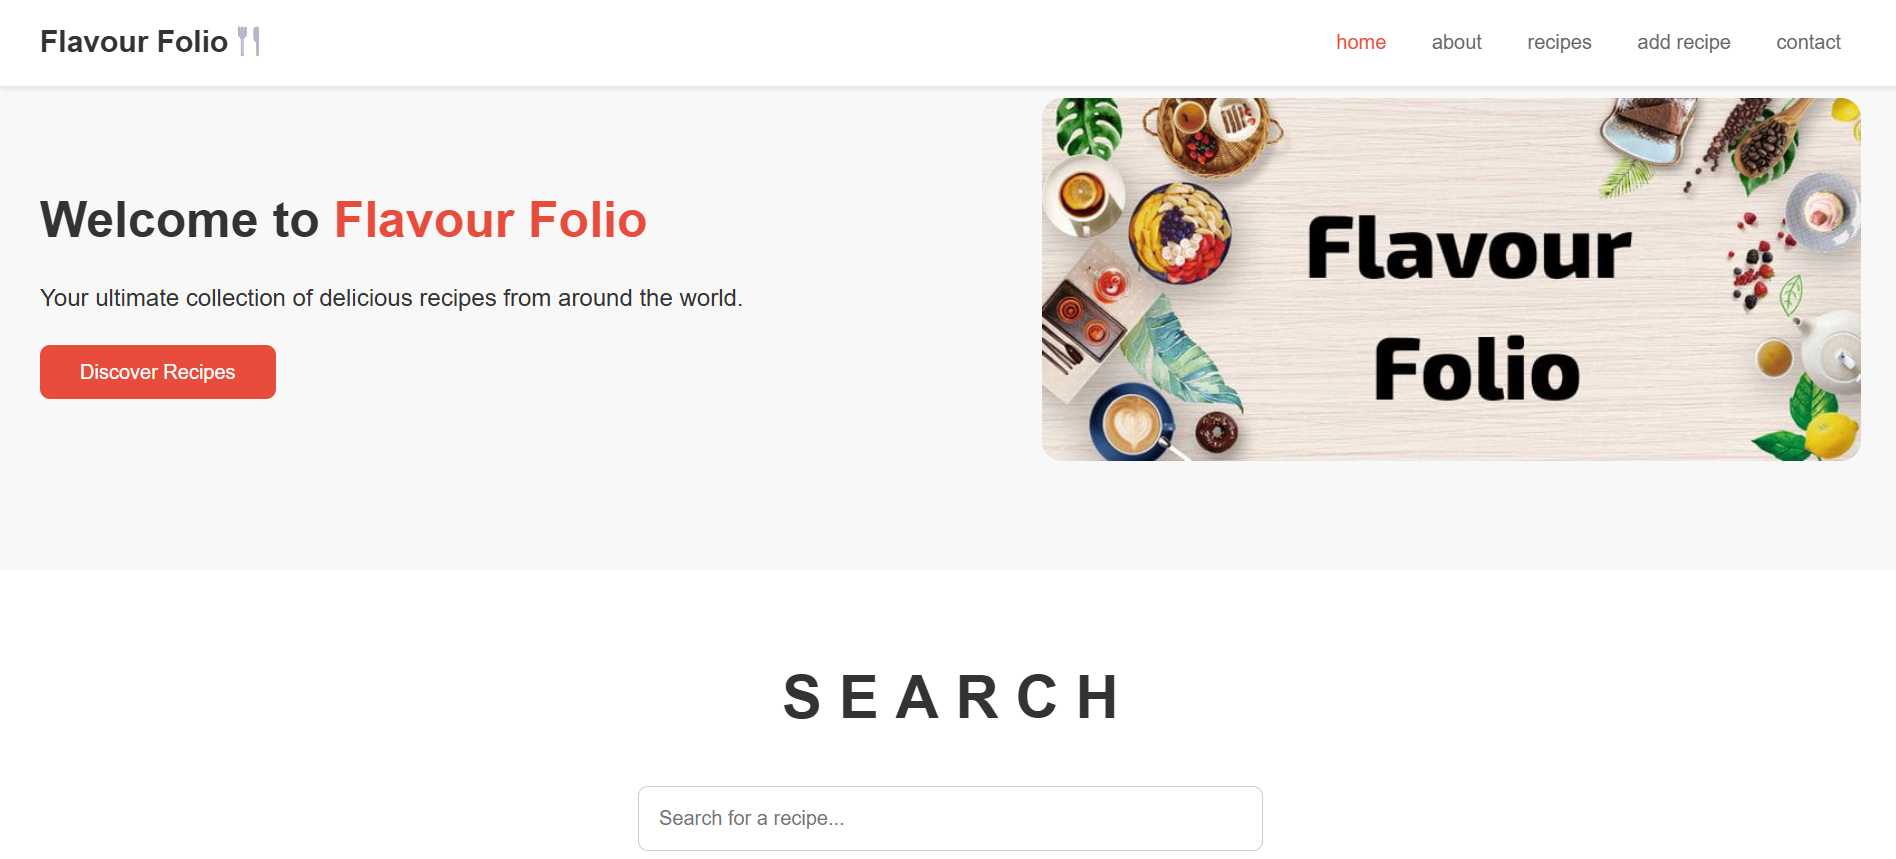 Flavour Folio
home
about
recipes
add recipe
contact
Welcome to Flavour Folio
Your ultimate collection of delicious recipes from around the world.
Discover Recipes
Flavour
Folio
SEARCH
Search for a recipe...